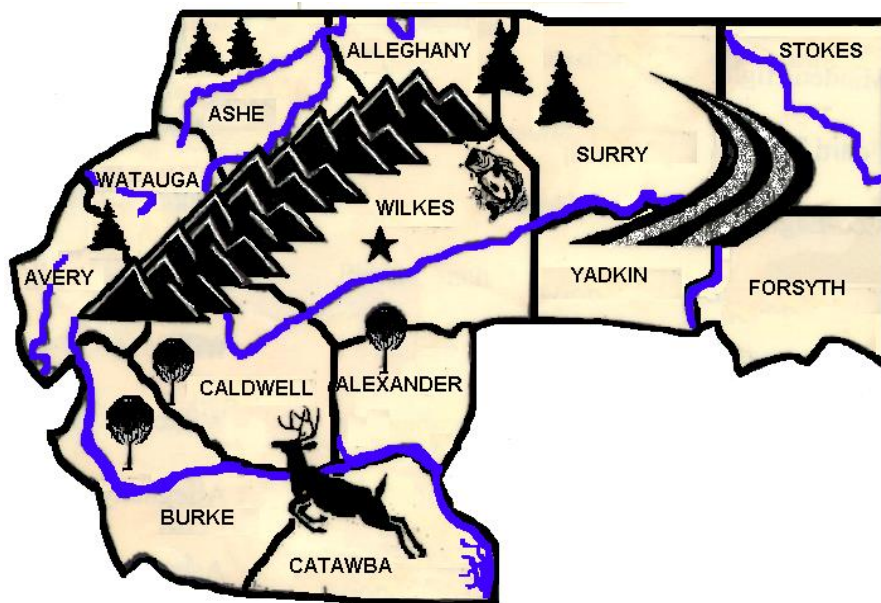 ALLEGHANY
STOKES
ASHE
SURRY
WATAUGA
WILKES
AVERY
YADKIN
FORSYTH
CALDWELL
ALEXANDER
BURKE
CATAWBA